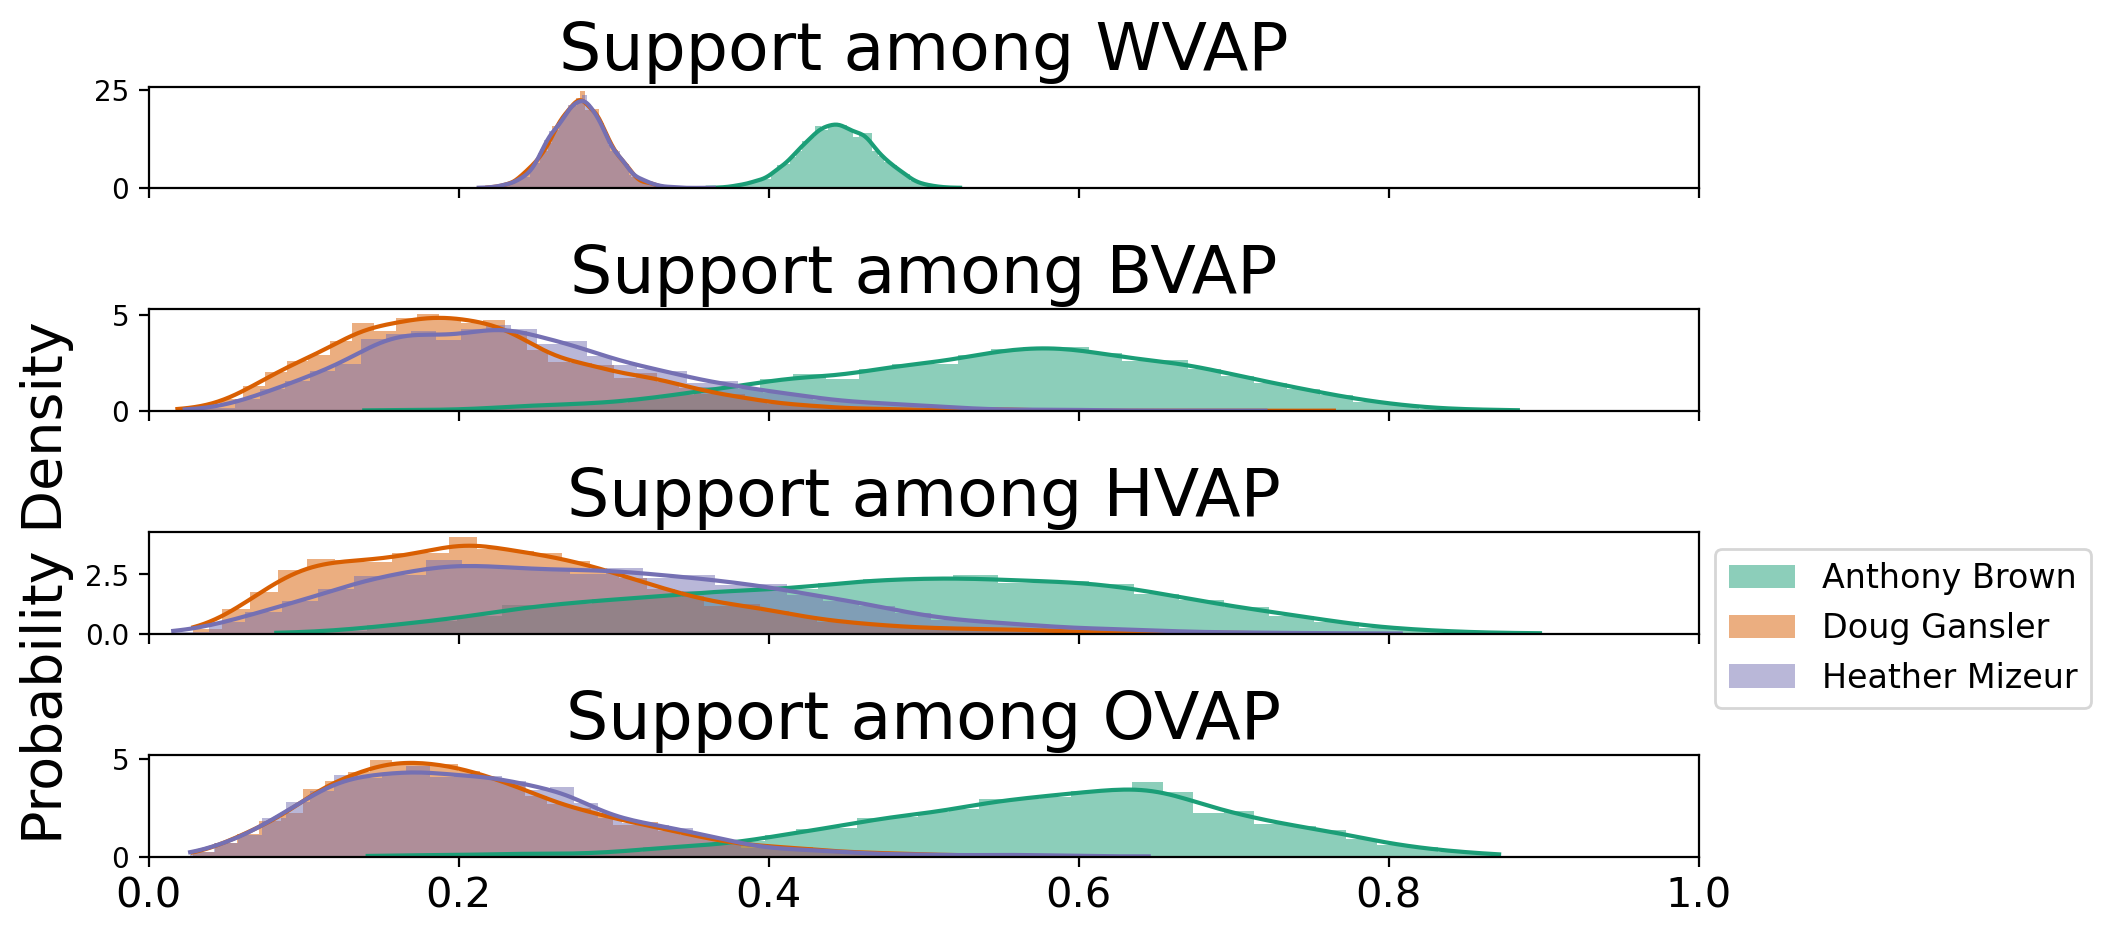 Support among WVAP
25
0
Support among BVAP
5
0
Support among HVAP
2.5
0.0
Support among OVAP
5
0
0.0 0.2 0.4 0.6 0.8 1.0
Probability Density
Anthony Brown
Doug Gansler
Heather Mizeur